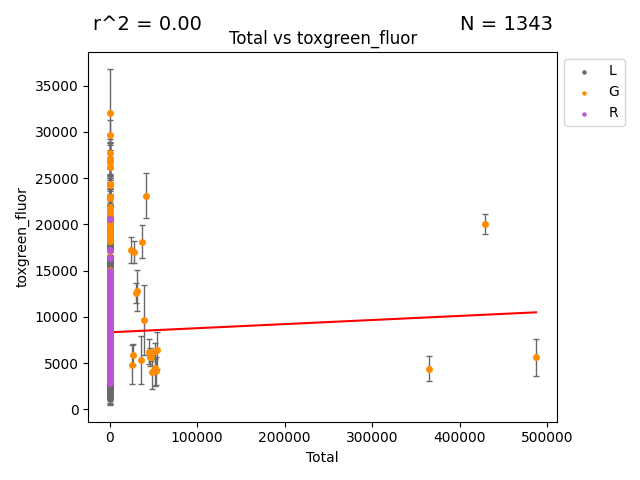 r^2 = 0.00
N = 1343
Total vs toxgreen_fluor
L
G
R
35000
30000
25000
20000
15000
10000
5000
0
toxgreen_fluor
0
100000
200000
300000
400000
500000
Total